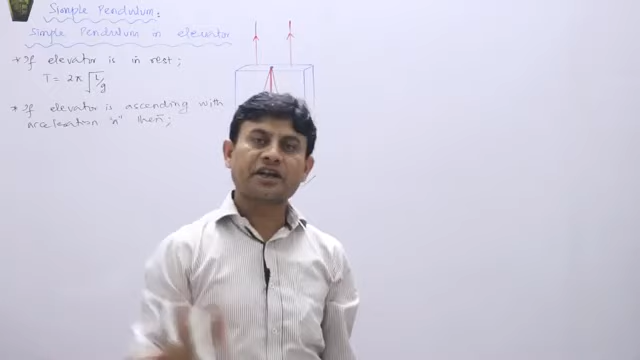 Simple Pendulum:
Simple Pendulum in elevator
* If elevator is in rest;
T = 2π √L/g
* If elevator is ascending with
acceleration "a" then;